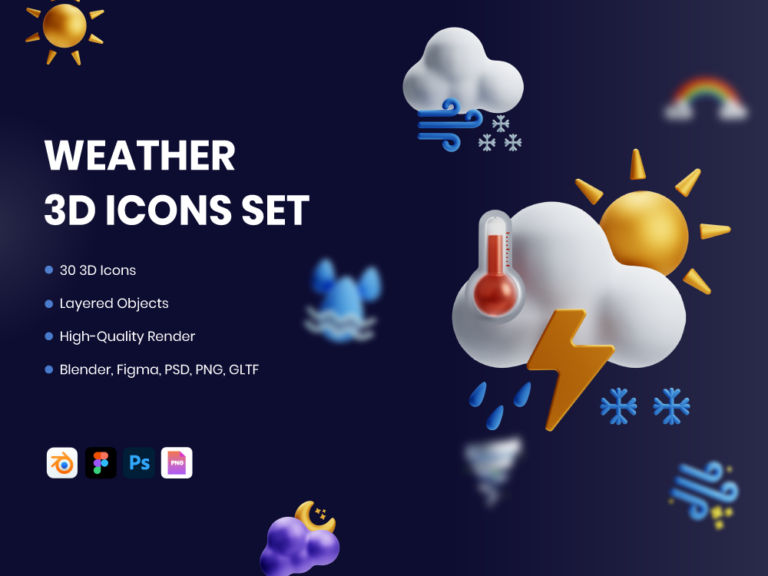 WEATHER
3D ICONS SET
30 3D Icons
Layered Objects
High-Quality Render
Blender, Figma, PSD, PNG, GLTF
Ps
PNG